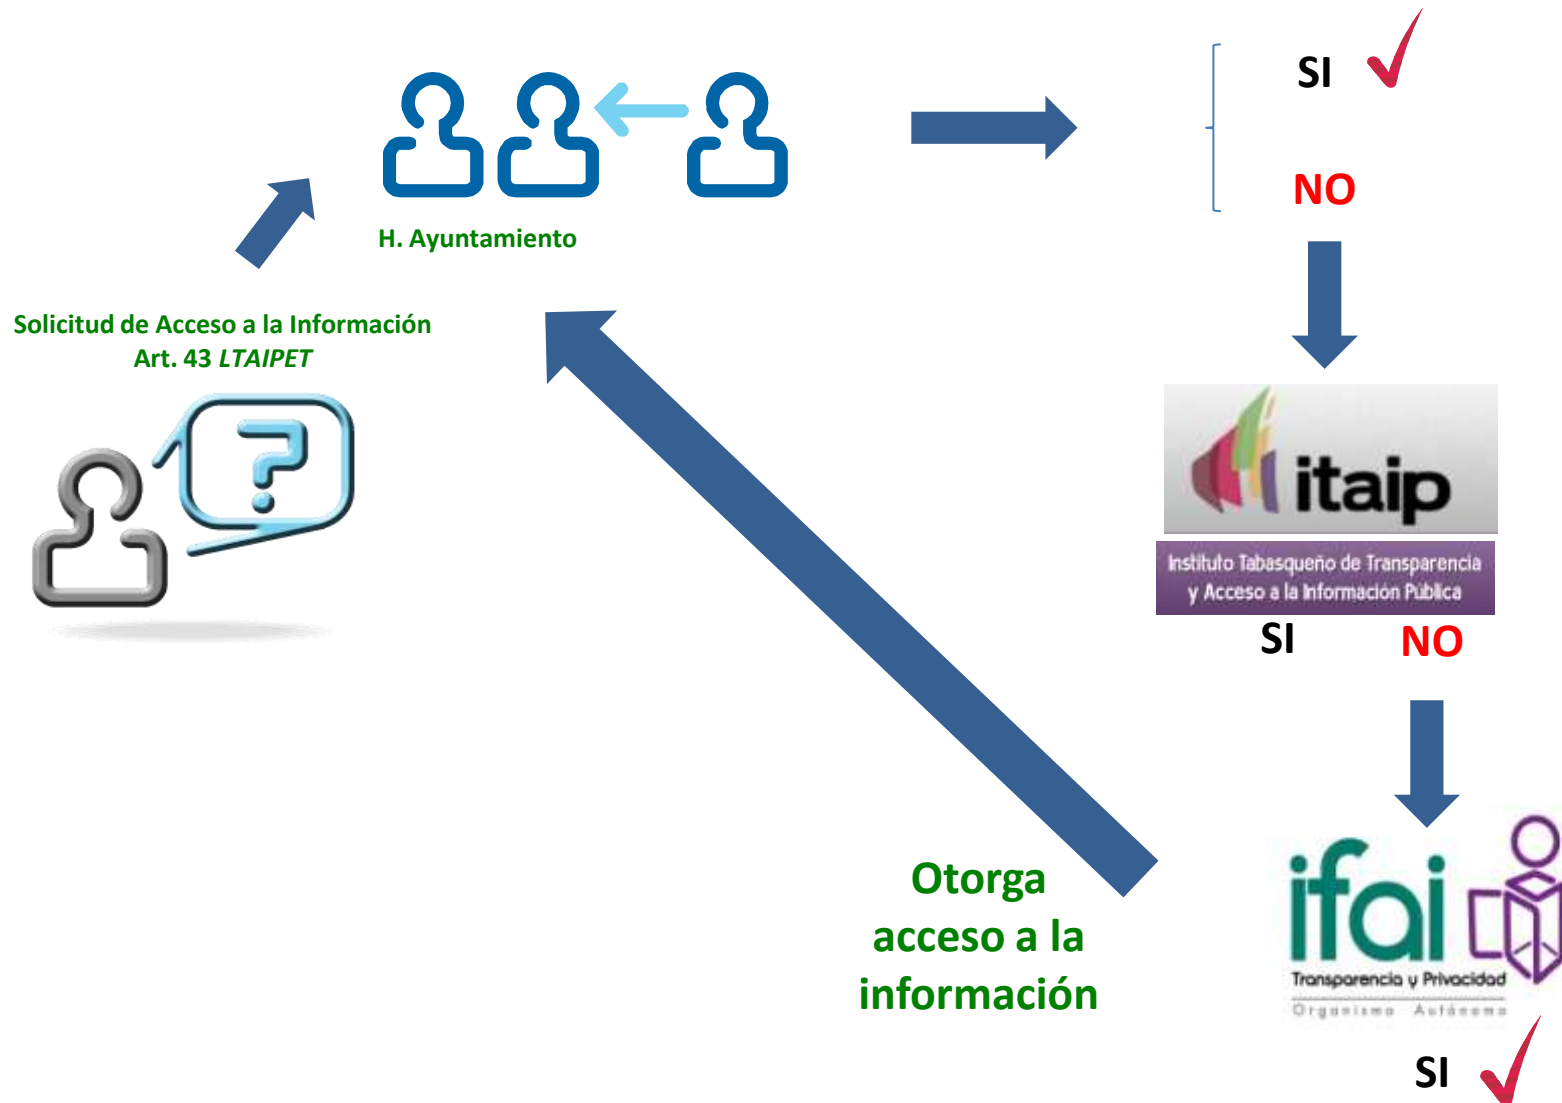 SI
NO
H. Ayuntamiento
Solicitud de Acceso a la Información
Art. 43 LTAIPET
?
itaip
Instituto Tabasqueño de Transparencia
y Acceso a la Información Pública
SI NO
Otorga
acceso a la
información
ifai
Transparencia y Privacidad
Organismo Autónomo
SI